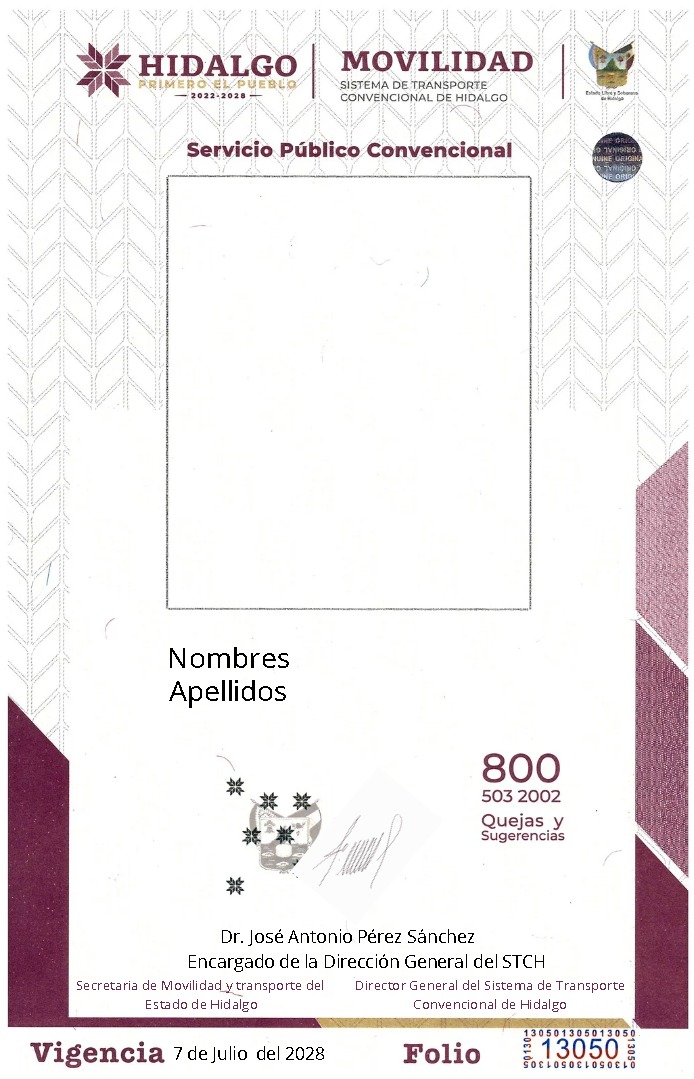 HIDALGO
PRIMERO EL PUEBLO
2022-2028
MOVILIDAD
SISTEMA DE TRANSPORTE
CONVENCIONAL DE HIDALGO
Estado Libre y Soberano
de Hidalgo
Servicio Público Convencional
GENUINE ORIGINAL
Nombres
Apellidos
800
503 2002
Quejas y
Sugerencias
Dr. José Antonio Pérez Sánchez
Encargado de la Dirección General del STCH
Secretaria de Movilidad y transporte del
Estado de Hidalgo
Director General del Sistema de Transporte
Convencional de Hidalgo
Vigencia 7 de Julio del 2028
Folio 13050